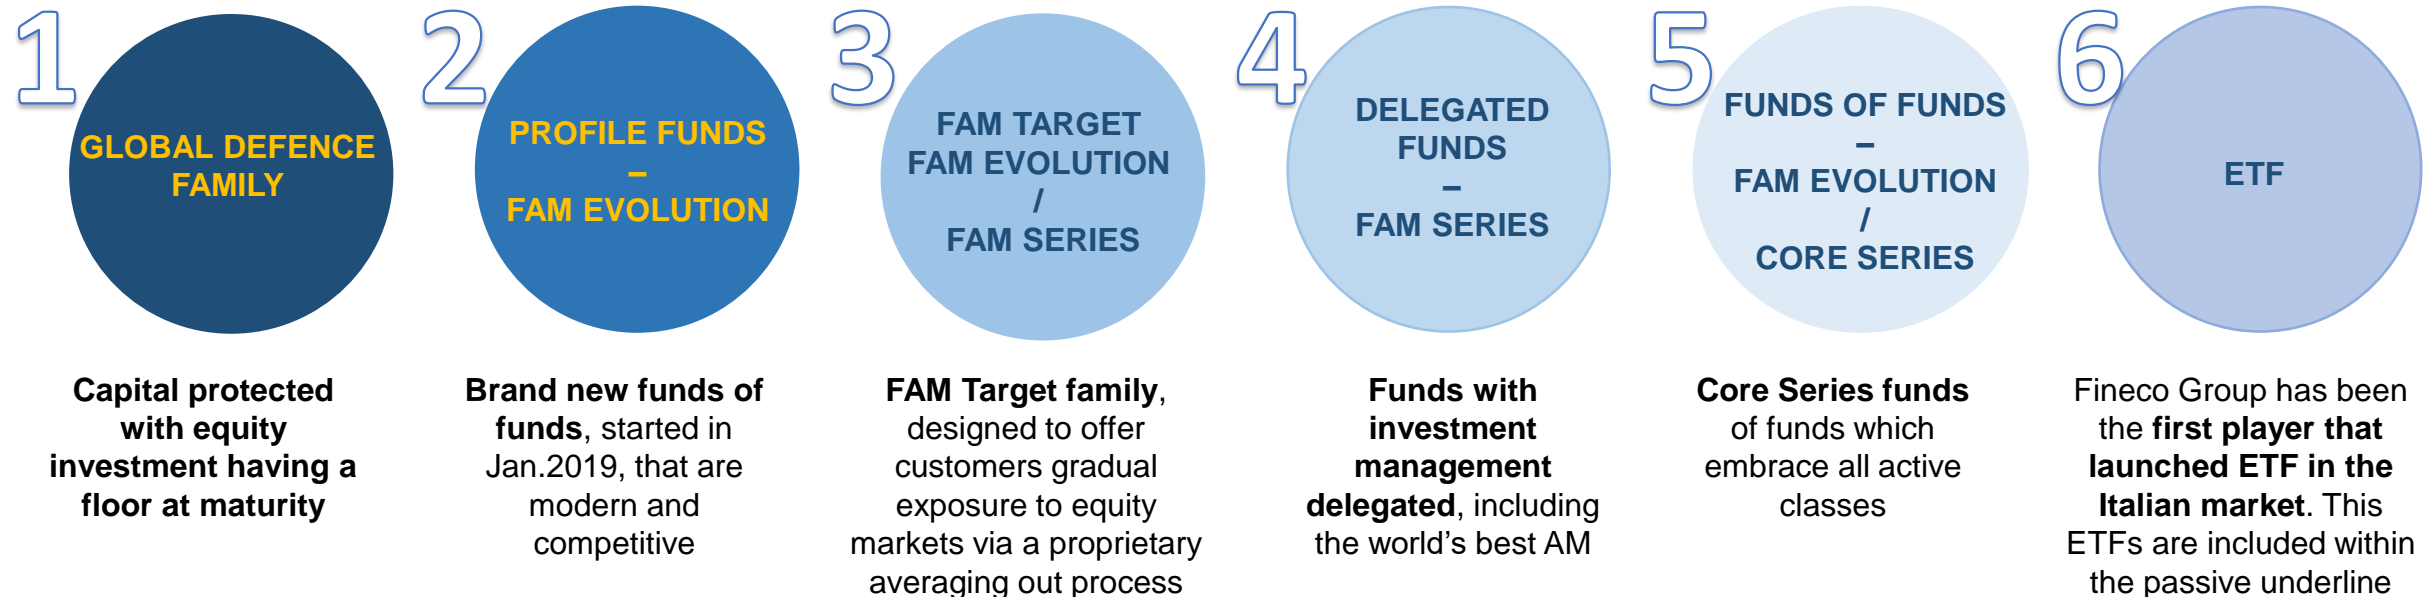 1
GLOBAL DEFENCE
FAMILY
Capital protected
with equity
investment having a
floor at maturity
2
PROFILE FUNDS
–
FAM EVOLUTION
Brand new funds of
funds, started in
Jan.2019, that are
modern and
competitive
3
FAM TARGET
FAM EVOLUTION
/
FAM SERIES
FAM Target family,
designed to offer
customers gradual
exposure to equity
markets via a proprietary
averaging out process
4
DELEGATED
FUNDS
–
FAM SERIES
Funds with
investment
management
delegated, including
the world’s best AM
5
FUNDS OF FUNDS
–
FAM EVOLUTION
/
CORE SERIES
Core Series funds
of funds which
embrace all active
classes
6
ETF
Fineco Group has been
the first player that
launched ETF in the
Italian market. This
ETFs are included within
the passive underline